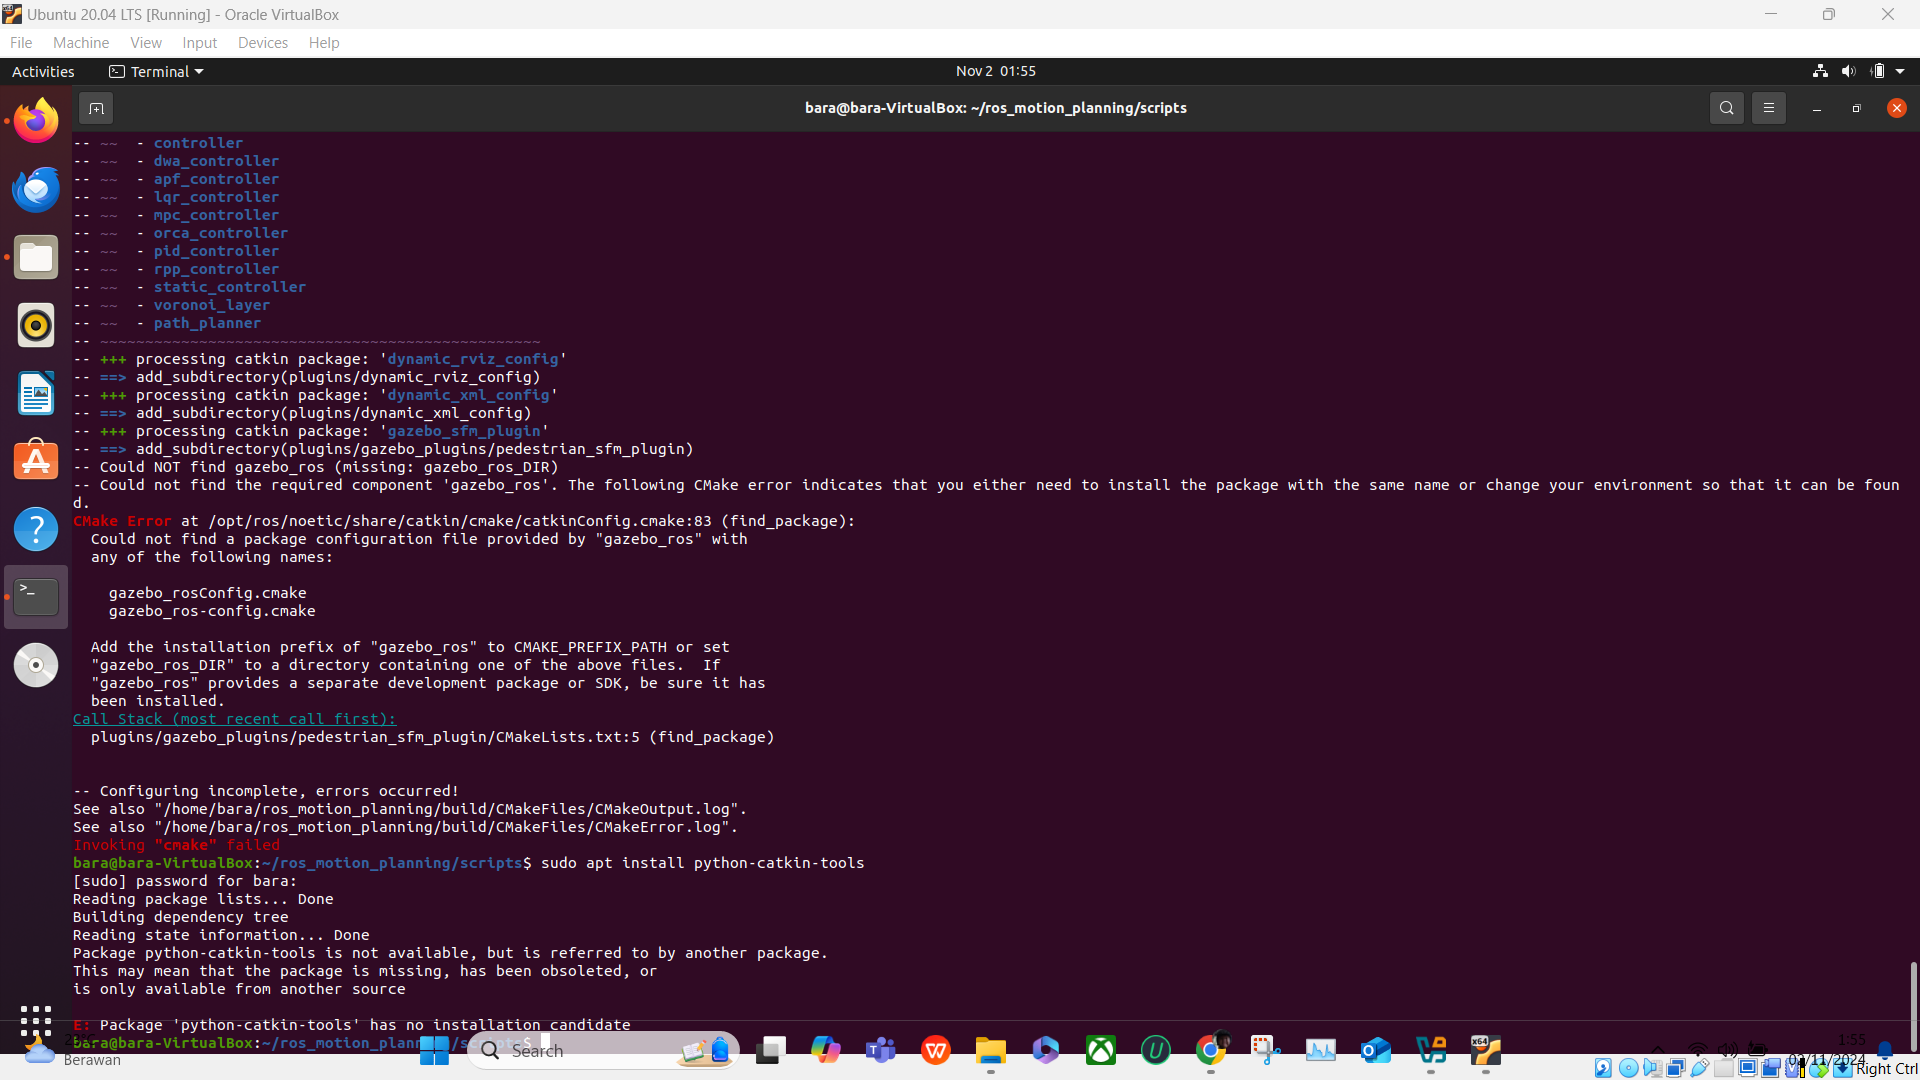 Ubuntu 20.04 LTS [Running] - Oracle VirtualBox
File Machine View Input Devices Help
Activities Terminal Nov 2 01:55
bara@bara-VirtualBox: ~/ros_motion_planning/scripts
-- ~~  - controller
-- ~~  - dwa_controller
-- ~~  - apf_controller
-- ~~  - lqr_controller
-- ~~  - mpc_controller
-- ~~  - orca_controller
-- ~~  - pid_controller
-- ~~  - rpp_controller
-- ~~  - static_controller
-- ~~  - voronoi_layer
-- ~~  - path_planner
-- ~~~~~~~~~~~~~~~~~~~~~~~~~~~~~~~~~~~~~~~~~~~~~~~~~
-- +++ processing catkin package: 'dynamic_rviz_config'
-- ==> add_subdirectory(plugins/dynamic_rviz_config)
-- +++ processing catkin package: 'dynamic_xml_config'
-- ==> add_subdirectory(plugins/dynamic_xml_config)
-- +++ processing catkin package: 'gazebo_sfm_plugin'
-- ==> add_subdirectory(plugins/gazebo_plugins/pedestrian_sfm_plugin)
-- Could NOT find gazebo_ros (missing: gazebo_ros_DIR)
-- Could not find the required component 'gazebo_ros'. The following CMake error indicates that you either need to install the package with the same name or change your environment so that it can be foun
d.
CMake Error at /opt/ros/noetic/share/catkin/cmake/catkinConfig.cmake:83 (find_package):
  Could not find a package configuration file provided by "gazebo_ros" with
  any of the following names:
    gazebo_rosConfig.cmake
    gazebo_ros-config.cmake
  Add the installation prefix of "gazebo_ros" to CMAKE_PREFIX_PATH or set
  "gazebo_ros_DIR" to a directory containing one of the above files.  If
  "gazebo_ros" provides a separate development package or SDK, be sure it has
  been installed.
Call Stack (most recent call first):
  plugins/gazebo_plugins/pedestrian_sfm_plugin/CMakeLists.txt:5 (find_package)
-- Configuring incomplete, errors occurred!
See also "/home/bara/ros_motion_planning/build/CMakeFiles/CMakeOutput.log".
See also "/home/bara/ros_motion_planning/build/CMakeFiles/CMakeError.log".
Invoking "cmake" failed
bara@bara-VirtualBox:~/ros_motion_planning/scripts$ sudo apt install python-catkin-tools
[sudo] password for bara:
Reading package lists... Done
Building dependency tree
Reading state information... Done
Package python-catkin-tools is not available, but is referred to by another package.
This may mean that the package is missing, has been obsoleted, or
is only available from another source
E: Package 'python-catkin-tools' has no installation candidate
bara@bara-VirtualBox:~/ros_motion_plann
Search
1:55
Berawan
02/11/2024
Right Ctrl